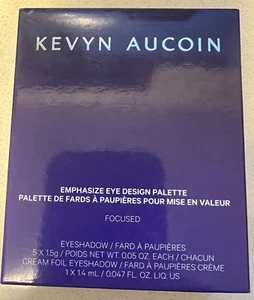 KEVYN AUCOIN
EMPHASIZE EYE DESIGN PALETTE
PALETTE DE FARDS À PAUPIÈRES POUR MISE EN VALEUR
FOCUSED
EYESHADOW / FARD À PAUPIÈRES
5 X 1.5g / POIDS NET WT. 0.05 OZ. EACH / CHACUN
CREAM FOIL EYESHADOW / FARD À PAUPIÈRES CRÈME
1 X 1.4 mL / 0.047 FL. OZ. LIQ. US